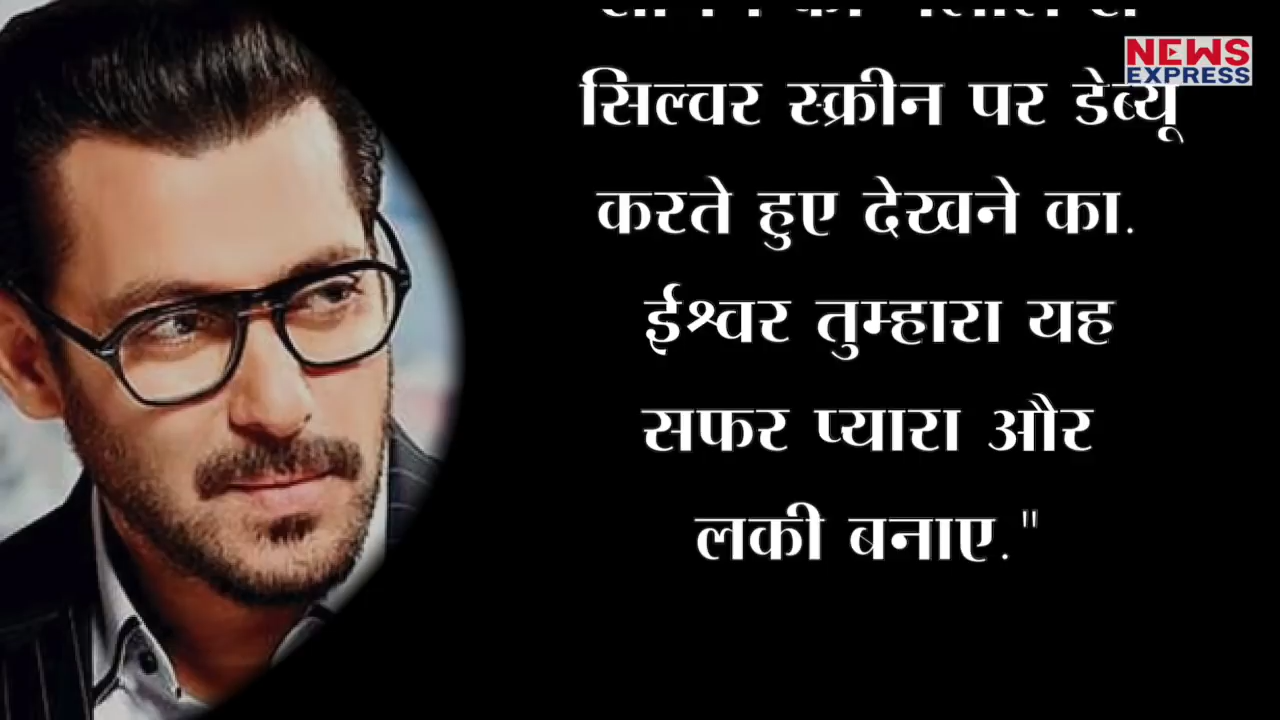 NEWS
EXPRESS
सिल्वर स्क्रीन पर डेब्यू
करते हुए देखने का.
ईश्वर तुम्हारा यह
सफर प्यारा और
लकी बनाए."